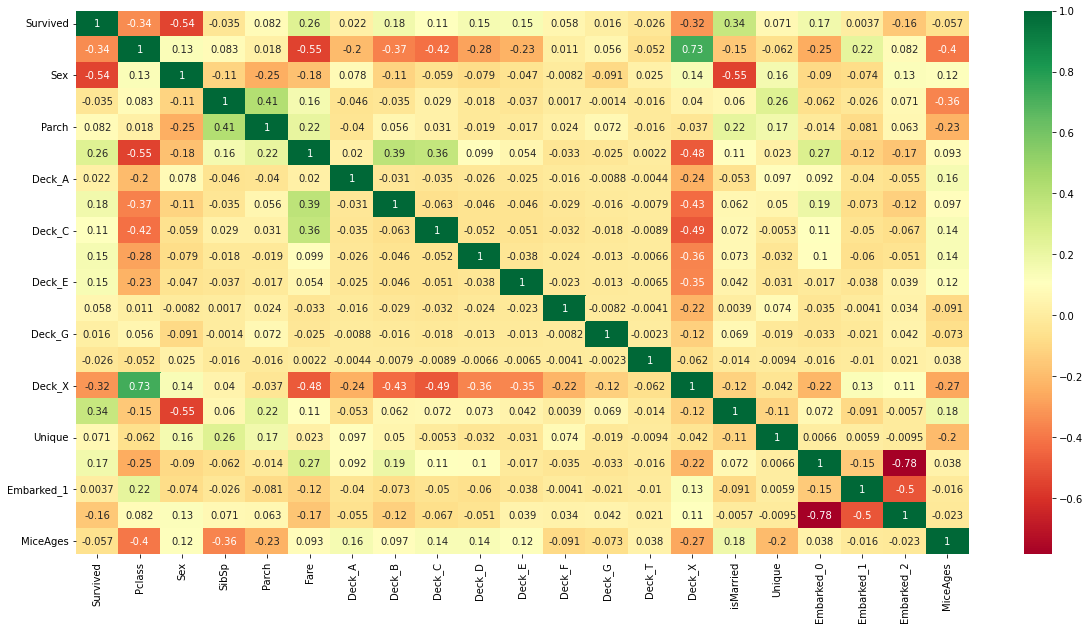 Survived 1 -0.34 -0.54 -0.035 0.082 0.26 0.022 0.18 0.11 0.15 0.15 0.058 0.016 -0.026 -0.32 0.34 0.071 0.17 0.0037 -0.16 -0.057 1.0
-0.34 1 0.13 0.083 0.018 -0.55 -0.2 -0.37 -0.42 -0.28 -0.23 0.011 0.056 -0.052 0.73 -0.15 -0.062 -0.25 0.22 0.082 -0.4
Sex -0.54 0.13 1 -0.11 -0.25 -0.18 0.078 -0.11 -0.059 -0.079 -0.047 -0.0082 -0.091 0.025 0.14 -0.55 0.16 -0.09 -0.074 0.13 0.12 0.8
-0.035 0.083 -0.11 1 0.41 0.16 -0.046 -0.035 0.029 -0.018 -0.037 0.0017 -0.0014 -0.016 0.04 0.06 0.26 -0.062 -0.026 0.071 -0.36
Parch 0.082 0.018 -0.25 0.41 1 0.22 -0.04 0.056 0.031 -0.019 -0.017 0.024 0.072 -0.016 -0.037 0.22 0.17 -0.014 -0.081 0.063 -0.23 0.6
0.26 -0.55 -0.18 0.16 0.22 1 0.02 0.39 0.36 0.099 0.054 -0.033 -0.025 0.0022 -0.48 0.11 0.023 0.27 -0.12 -0.17 0.093
Deck_A 0.022 -0.2 0.078 -0.046 -0.04 0.02 1 -0.031 -0.035 -0.026 -0.025 -0.016 -0.0088 -0.0044 -0.24 -0.053 0.097 0.092 -0.04 -0.055 0.16 0.4
0.18 -0.37 -0.11 -0.035 0.056 0.39 -0.031 1 -0.063 -0.046 -0.046 -0.029 -0.016 -0.0079 -0.43 0.062 0.05 0.19 -0.073 -0.12 0.097
Deck_C 0.11 -0.42 -0.059 0.029 0.031 0.36 -0.035 -0.063 1 -0.052 -0.051 -0.032 -0.018 -0.0089 -0.49 0.072 -0.0053 0.11 -0.05 -0.067 0.14 0.2
0.15 -0.28 -0.079 -0.018 -0.019 0.099 -0.026 -0.046 -0.052 1 -0.038 -0.024 -0.013 -0.0066 -0.36 0.073 -0.032 0.1 -0.06 -0.051 0.14
Deck_E 0.15 -0.23 -0.047 -0.037 -0.017 0.054 -0.025 -0.046 -0.051 -0.038 1 -0.023 -0.013 -0.0065 -0.35 0.042 -0.031 -0.017 -0.038 0.039 0.12 0.0
0.058 0.011 -0.0082 0.0017 0.024 -0.033 -0.016 -0.029 -0.032 -0.024 -0.023 1 -0.0082 -0.0041 -0.22 0.0039 0.074 -0.035 -0.0041 0.034 -0.091
Deck_G 0.016 0.056 -0.091 -0.0014 0.072 -0.025 -0.0088 -0.016 -0.018 -0.013 -0.013 -0.0082 1 -0.0023 -0.12 0.069 -0.019 -0.033 -0.021 0.042 -0.073 −0.2
-0.026 -0.052 0.025 -0.016 -0.016 0.0022 -0.0044 -0.0079 -0.0089 -0.0066 -0.0065 -0.0041 -0.0023 1 -0.062 -0.014 -0.0094 -0.016 -0.01 0.021 0.038
Deck_X -0.32 0.73 0.14 0.04 -0.037 -0.48 -0.24 -0.43 -0.49 -0.36 -0.35 -0.22 -0.12 -0.062 1 -0.12 -0.042 -0.22 0.13 0.11 -0.27
0.34 -0.15 -0.55 0.06 0.22 0.11 -0.053 0.062 0.072 0.073 0.042 0.0039 0.069 -0.014 -0.12 1 -0.11 0.072 -0.091 -0.0057 0.18
Unique 0.071 -0.062 0.16 0.26 0.17 0.023 0.097 0.05 -0.0053 -0.032 -0.031 0.074 -0.019 -0.0094 -0.042 -0.11 1 0.0066 0.0059 -0.0095 -0.2 −0.4
0.17 -0.25 -0.09 -0.062 -0.014 0.27 0.092 0.19 0.11 0.1 -0.017 -0.035 -0.033 -0.016 -0.22 0.072 0.0066 1 -0.15 -0.78 0.038
Embarked_1 0.0037 0.22 -0.074 -0.026 -0.081 -0.12 -0.04 -0.073 -0.05 -0.06 -0.038 -0.0041 -0.021 -0.01 0.13 -0.091 0.0059 -0.15 1 -0.5 -0.016 −0.6
-0.16 0.082 0.13 0.071 0.063 -0.17 -0.055 -0.12 -0.067 -0.051 0.039 0.034 0.042 0.021 0.11 -0.0057 -0.0095 -0.78 -0.5 1 -0.023
MiceAges -0.057 -0.4 0.12 -0.36 -0.23 0.093 0.16 0.097 0.14 0.14 0.12 -0.091 -0.073 0.038 -0.27 0.18 -0.2 0.038 -0.016 -0.023 1
Survived Pclass Sex SibSp Parch Fare Deck_A Deck_B Deck_C Deck_D Deck_E Deck_F Deck_G Deck_T Deck_X isMarried Unique Embarked_0 Embarked_1 Embarked_2 MiceAges